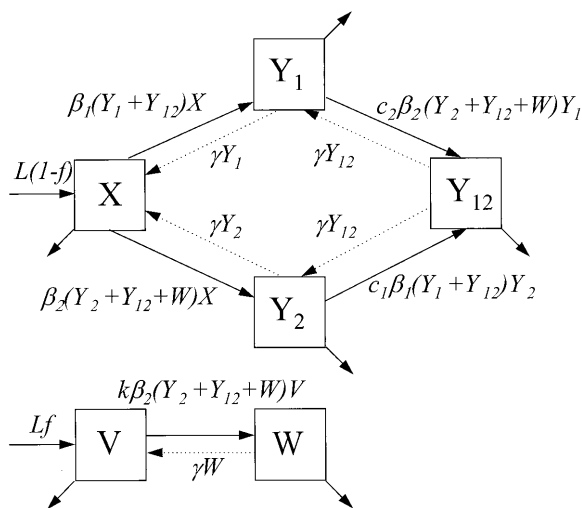 Y₁
β₁(Y₁+Y₁₂)X
c₂β₂(Y₂+Y₁₂+W)Y₁
γY₁
γY₁₂
L(1-f)
X
Y₁₂
γY₂
γY₁₂
β₂(Y₂+Y₁₂+W)X
c₁β₁(Y₁+Y₁₂)Y₂
Y₂
kβ₂(Y₂+Y₁₂+W)V
Lf
V
W
γW